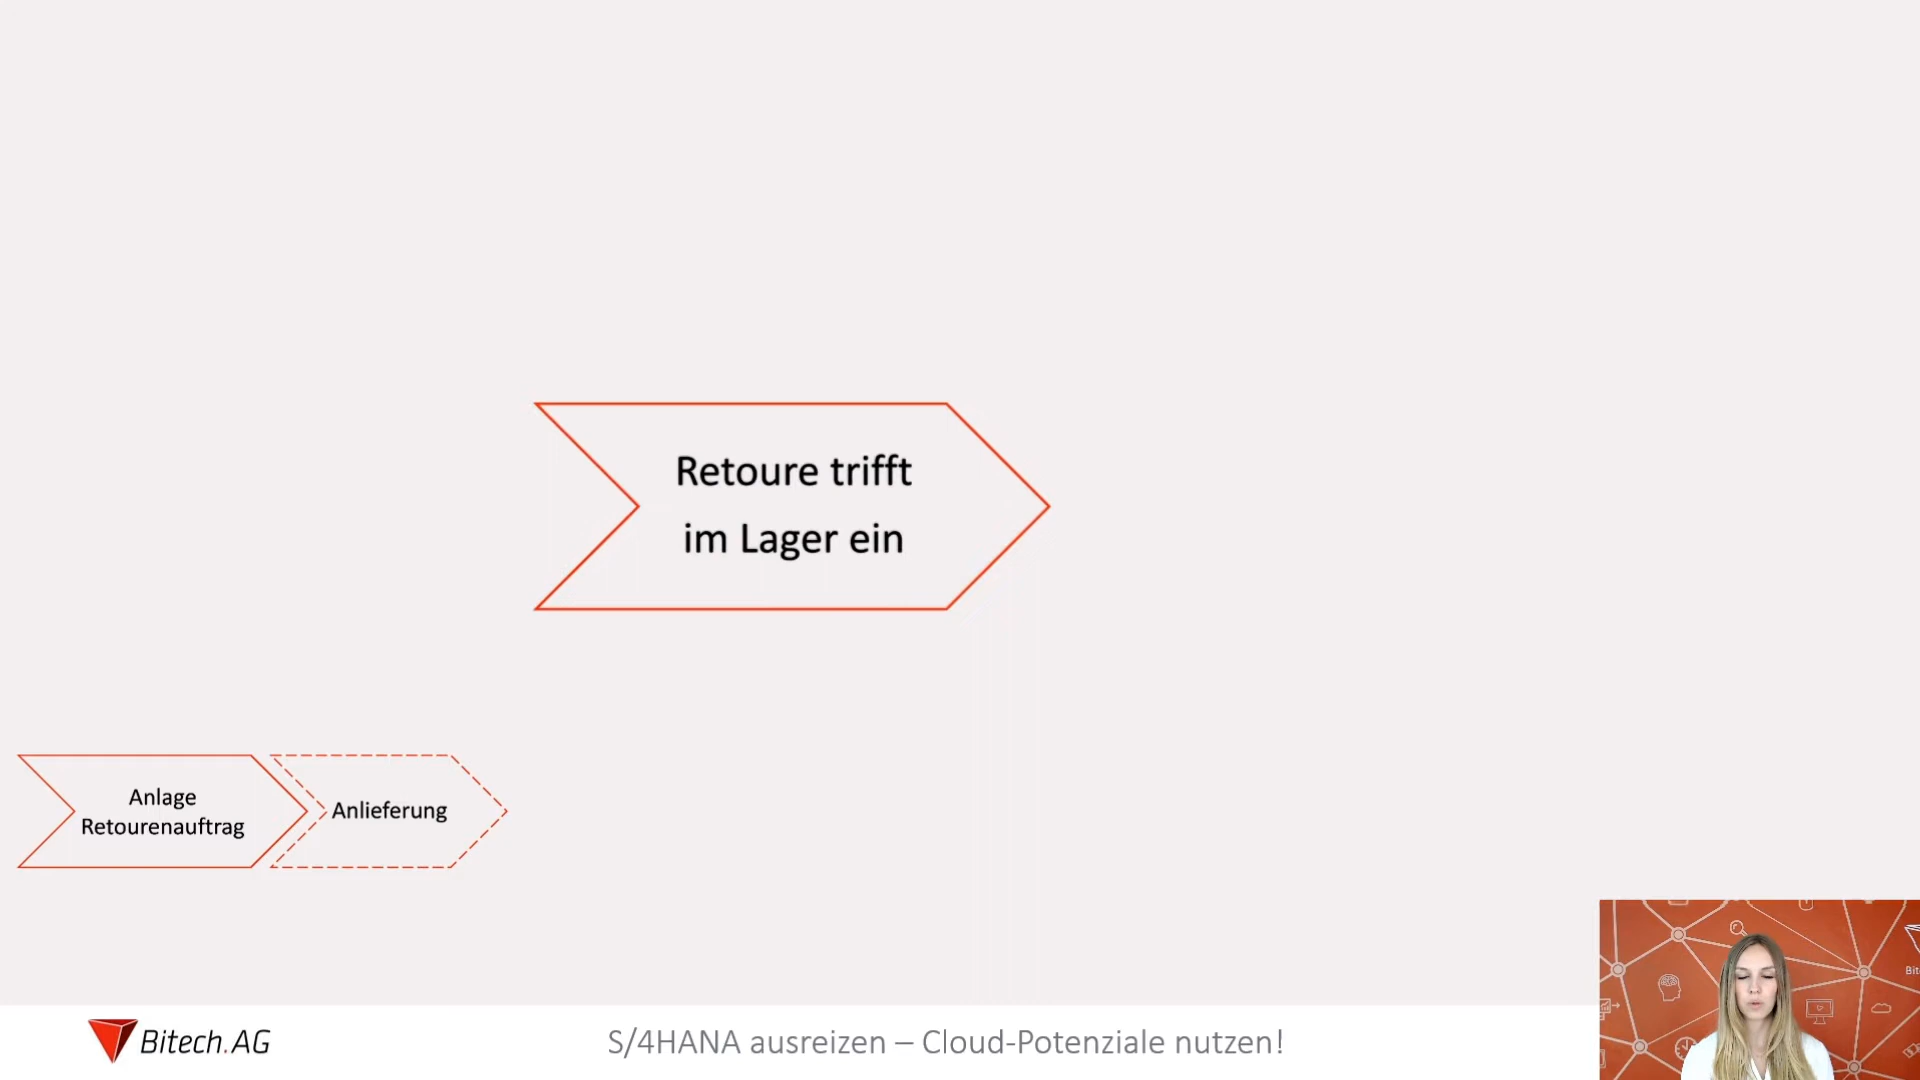 Retoure trifft
im Lager ein
Anlage
Retourenauftrag
Anlieferung
Bitech.AG
S/4HANA ausreizen – Cloud-Potenziale nutzen!